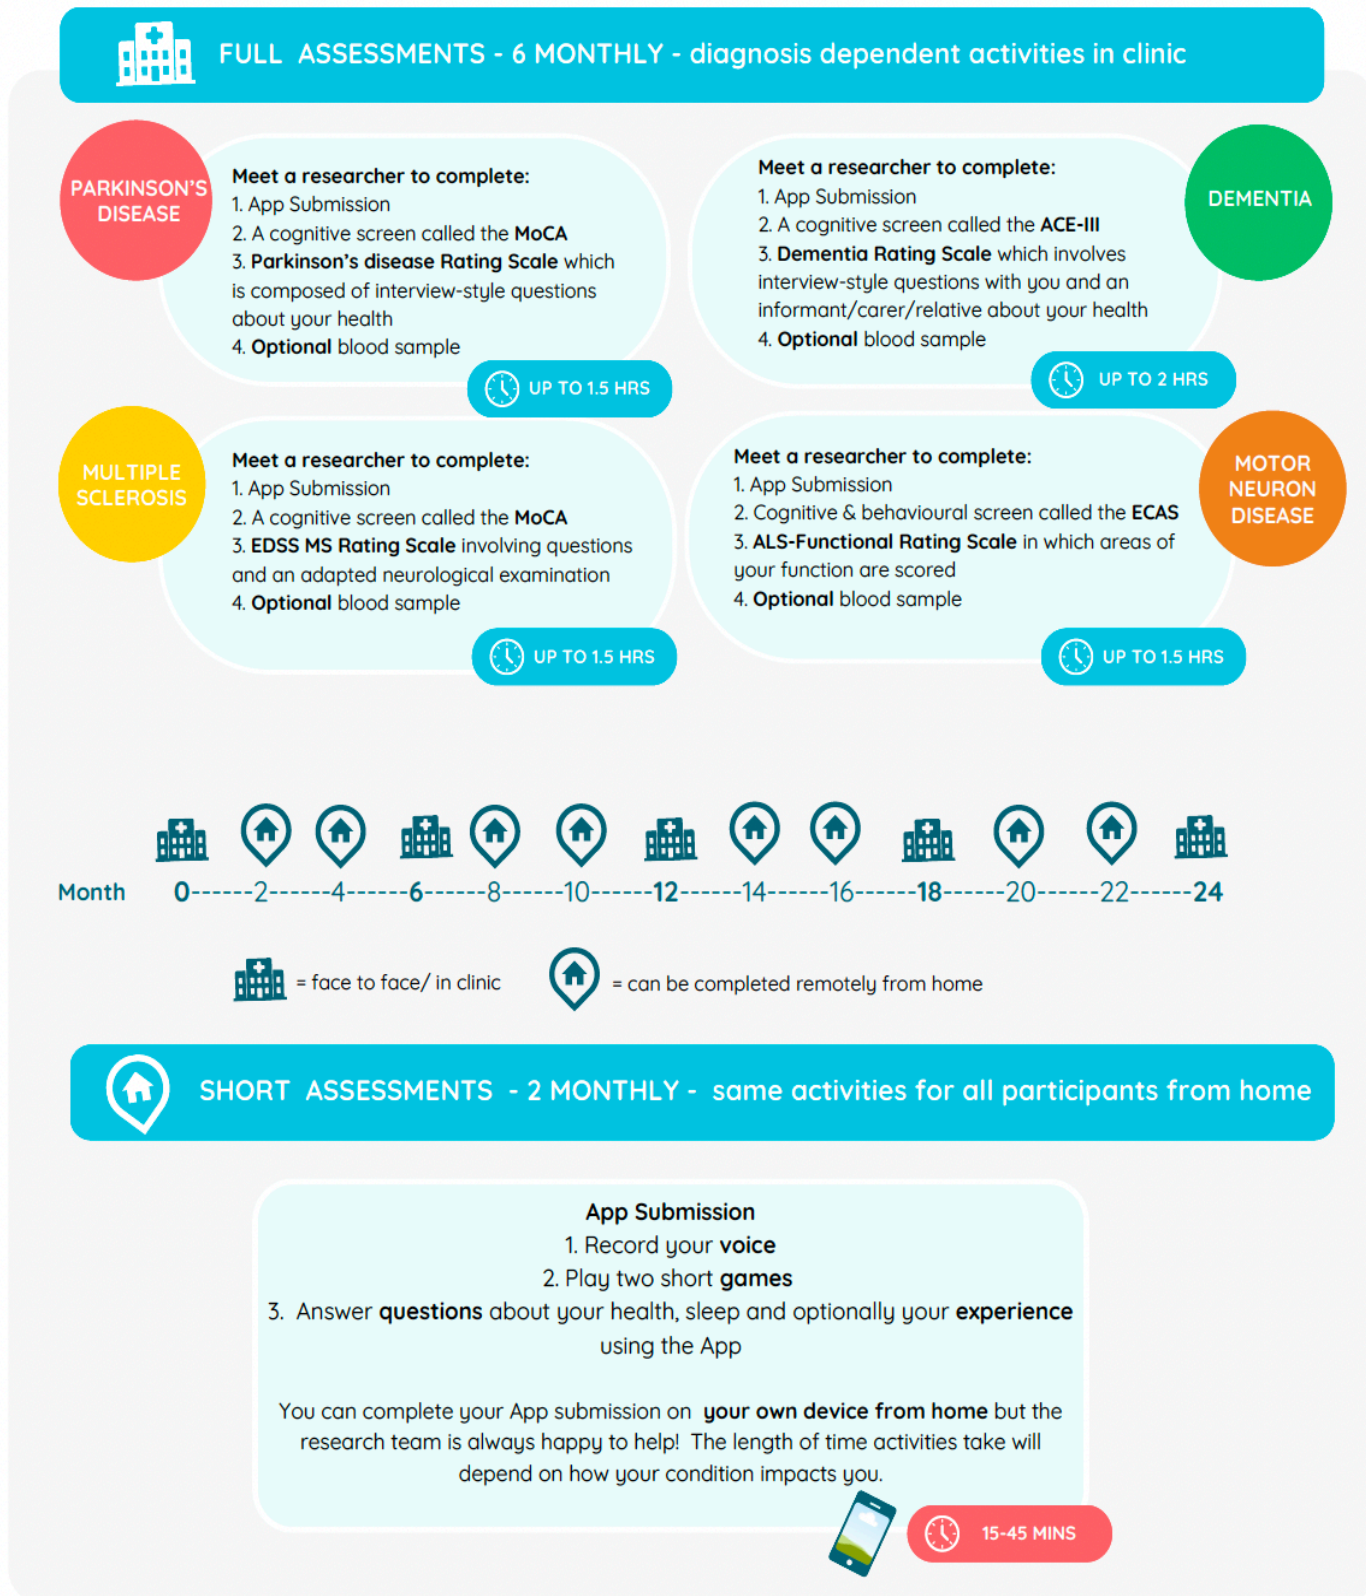 FULL ASSESSMENTS - 6 MONTHLY - diagnosis dependent activities in clinic
PARKINSON'S
DISEASE
Meet a researcher to complete:
1. App Submission
2. A cognitive screen called the MoCA
3. Parkinson's disease Rating Scale which
is composed of interview-style questions
about your health
4. Optional blood sample
UP TO 1.5 HRS
Meet a researcher to complete:
1. App Submission
2. A cognitive screen called the ACE-III
3. Dementia Rating Scale which involves
interview-style questions with you and an
informant/carer/relative about your health
4. Optional blood sample
DEMENTIA
UP TO 2 HRS
MULTIPLE
SCLEROSIS
Meet a researcher to complete:
1. App Submission
2. A cognitive screen called the MoCA
3. EDSS MS Rating Scale involving questions
and an adapted neurological examination
4. Optional blood sample
UP TO 1.5 HRS
Meet a researcher to complete:
1. App Submission
2. Cognitive & behavioural screen called the ECAS
3. ALS-Functional Rating Scale in which areas of
your function are scored
4. Optional blood sample
MOTOR
NEURON
DISEASE
UP TO 1.5 HRS
Month 0------2------4------6------8------10------12------14------16------18------20------22------24
= face to face/ in clinic
= can be completed remotely from home
SHORT ASSESSMENTS - 2 MONTHLY - same activities for all participants from home
App Submission
1. Record your voice
2. Play two short games
3. Answer questions about your health, sleep and optionally your experience
using the App
You can complete your App submission on your own device from home but the
research team is always happy to help! The length of time activities take will
depend on how your condition impacts you.
15-45 MINS